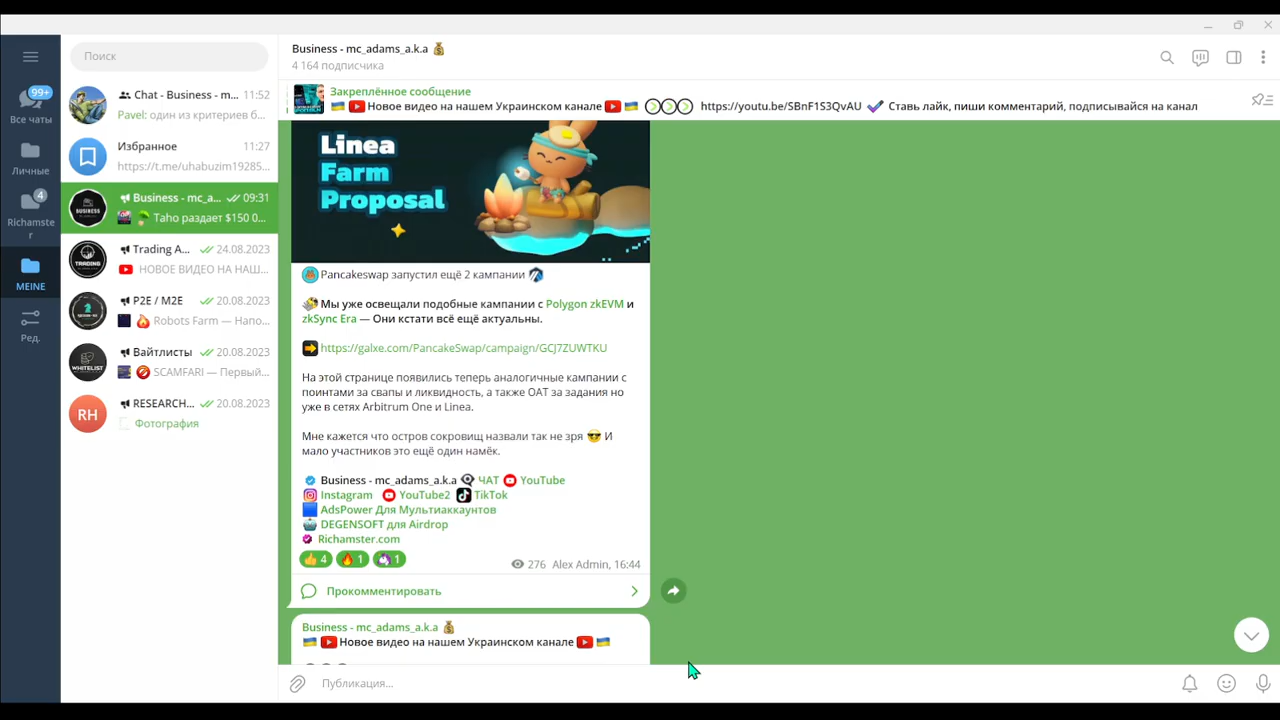 99+
Все чаты
Личные
4
Richamste
r
MEINE
Ред.
Поиск
Chat - Business - m... 11:52
Pavel: один из критериев б...
Избранное 11:27
https://t.me/uhabuzim19285...
Business - mc_a... 09:31
Taho раздает $150 0...
Trading A... 24.08.2023
НОВОЕ ВИДЕО НА НАШ...
P2E / M2E 20.08.2023
Robots Farm — Напо...
Вайтлисты 20.08.2023
SCAMFARI — Первый...
RH
RESEARCH... 20.08.2023
Фотография
BUSINESS
TRADING
WHITELIST
Business - mc_adams_a.k.a
4 164 подписчика
Закреплённое сообщение
Новое видео на нашем Украинском канале https://youtu.be/SBnF1S3QvAU Ставь лайк, пиши комментарий, подписывайся на канал
Linea
Farm
Proposal
Pancakeswap запустил ещё 2 кампании
Мы уже освещали подобные кампании с Polygon zkEVM и
zkSync Era — Они кстати всё ещё актуальны.
https://galxe.com/PancakeSwap/campaign/GCJ7ZUWTKU
На этой странице появились теперь аналогичные кампании с
поинтами за свапы и ликвидность, а также ОАТ за задания но
уже в сетях Arbitrum One и Linea.
Мне кажется что остров сокровищ назвали так не зря И
мало участников это ещё один намёк.
Business - mc_adams_a.k.a ЧАТ YouTube
Instagram YouTube2 TikTok
AdsPower Для Мультиаккаунтов
DEGENSOFT для Airdrop
Richamster.com
4 1 1
276 Alex Admin, 16:44
Прокомментировать
Business - mc_adams_a.k.a
Новое видео на нашем Украинском канале
Публикация...